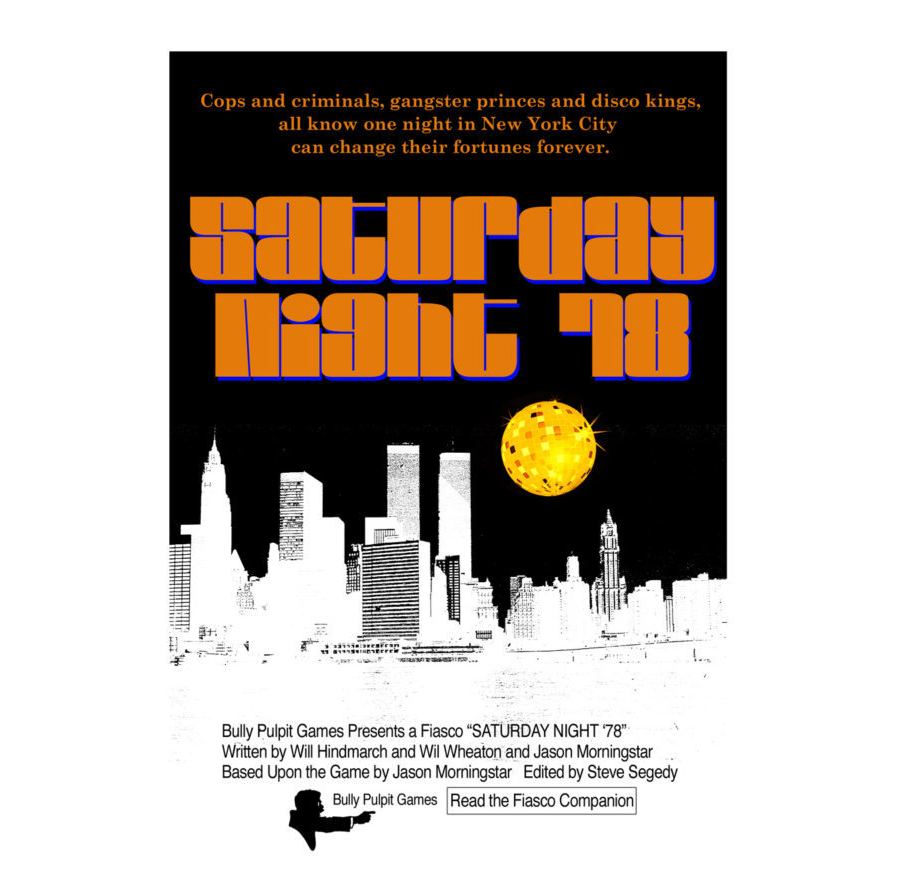 Cops and criminals, gangster princes and disco kings,
all know one night in New York City
can change their fortunes forever.
Saturday
Night '78
Bully Pulpit Games Presents a Fiasco “SATURDAY NIGHT ‘78”
Written by Will Hindmarch and Wil Wheaton and Jason Morningstar
Based Upon the Game by Jason Morningstar Edited by Steve Segedy
Bully Pulpit Games Read the Fiasco Companion